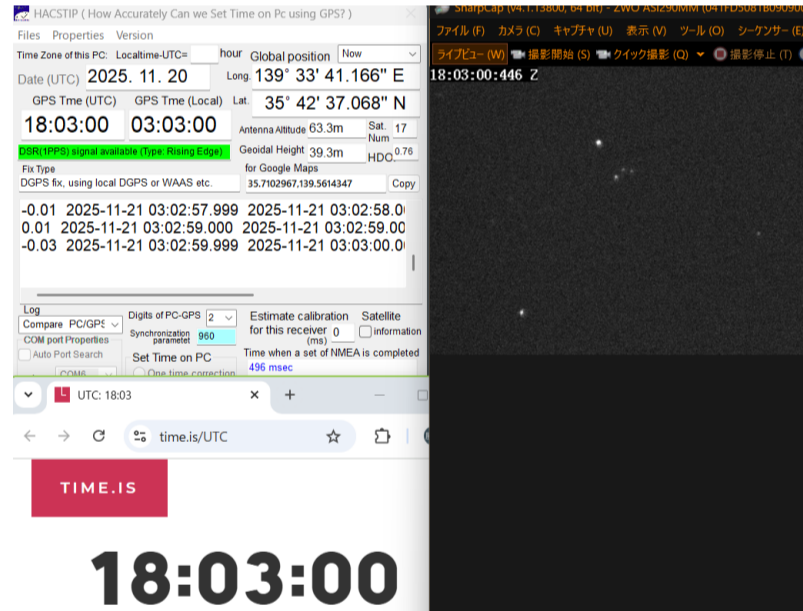 HACSTIP ( How Accurately Can we Set Time on Pc using GPS? )
Files Properties Version
Time Zone of this PC: Localtime-UTC= hour
Global position Now
Date (UTC) 2025. 11. 20
Long. 139° 33' 41.166" E
GPS Tme (UTC) GPS Tme (Local)
Lat. 35° 42' 37.068" N
18:03:00 03:03:00
Antenna Altitude 63.3m Sat. Num 17
DSR(1PPS) signal available (Type: Rising Edge)
Geoidal Height 39.3m HDO. 0.76
Fix Type
for Google Maps
DGPS fix, using local DGPS or WAAS etc.
35.7102967,139.5614347 Copy
-0.01 2025-11-21 03:02:57.999 2025-11-21 03:02:58.0
0.01 2025-11-21 03:02:59.000 2025-11-21 03:02:59.00
-0.03 2025-11-21 03:02:59.999 2025-11-21 03:03:00.0
Log
Compare PC/GPS
Digits of PC-GPS 2
Synchronization parametet 960
Estimate calibration for this receiver 0
(ms)
Satellite information
COM port Properties
Auto Port Search
COM6
Set Time on PC
One time correction
Time when a set of NMEA is completed
496 msec
UTC: 18:03
time.is/UTC
TIME.IS
18:03:00
SharpCap (v4.1.13800, 64 bit) - ZWO ASI290MM
ファイル (F) カメラ (C) キャプチャ (U) 表示 (V) ツール (O) シーケンサー (E)
ライブビュー (W) 撮影開始 (S) クイック撮影 (Q) 撮影停止 (T)
18:03:00:446 Z